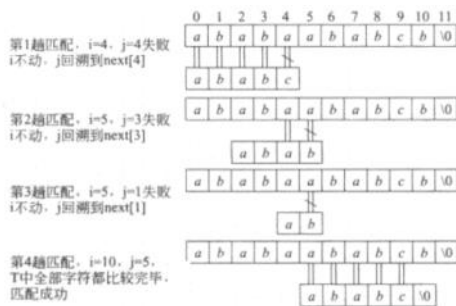 0 1 2 3 4 5 6 7 8 9 10 11
a b a b a a b a b c b \0
第1趟匹配，i=4，j=4失败
i不动，j回溯到next[4]
a b a b c
a b a b a a b a b c b \0
第2趟匹配，i=5，j=3失败
i不动，j回溯到next[3]
a b a b
a b a b a a b a b c b \0
第3趟匹配，i=5，j=1失败
i不动，j回溯到next[1]
a b
a b a b a a b a b c b \0
第4趟匹配，i=10，j=5，
T中全部字符都比较完毕，
匹配成功
a b a b c \0